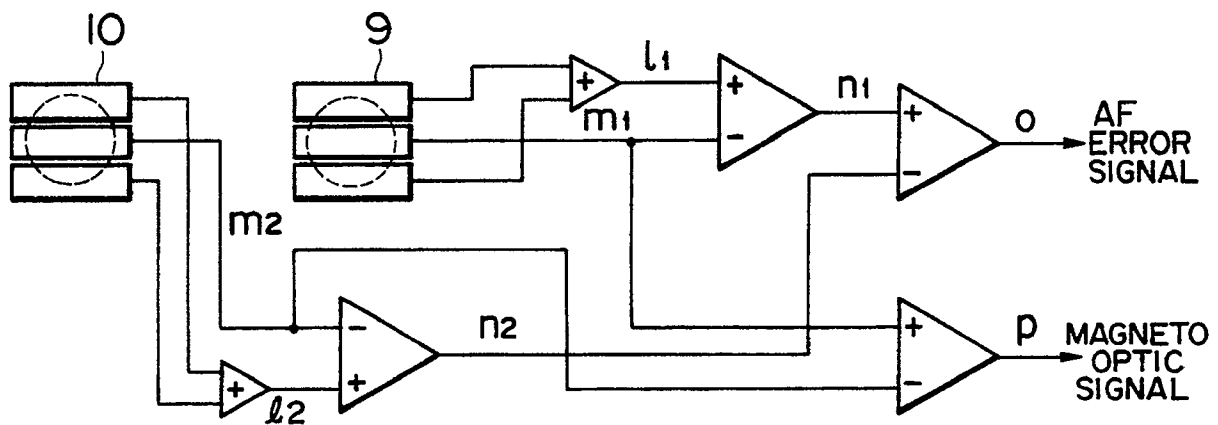 10
9
l1
+
m1
+
-
n1
+
-
o
AF
ERROR
SIGNAL
m2
-
+
n2
+
l2
+
-
p
MAGNETO
OPTIC
SIGNAL